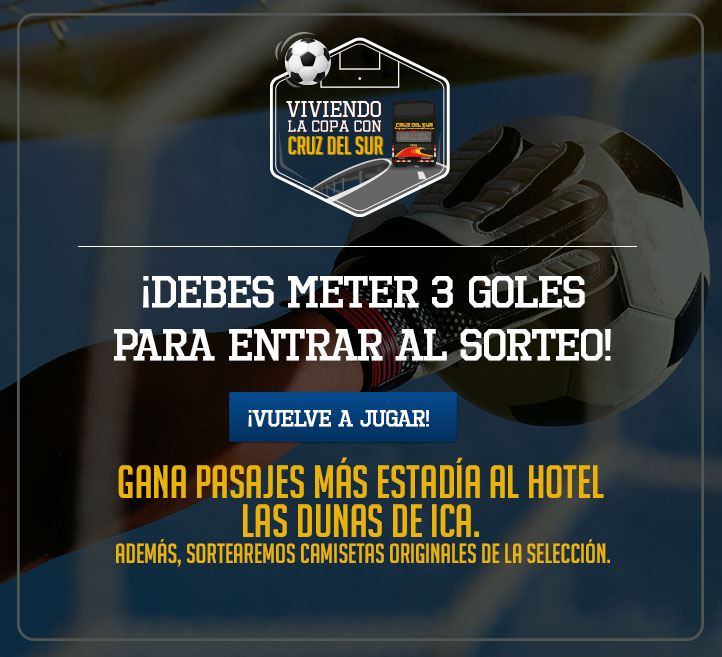 VIVIENDO
LA COPA CON
CRUZ DEL SUR
CRUZ DEL SUR
¡DEBES METER 3 GOLES
PARA ENTRAR AL SORTEO!
¡VUELVE A JUGAR!
GANA PASAJES MÁS ESTADÍA AL HOTEL
LAS DUNAS DE ICA.
ADEMÁS, SORTEAREMOS CAMISETAS ORIGINALES DE LA SELECCIÓN.